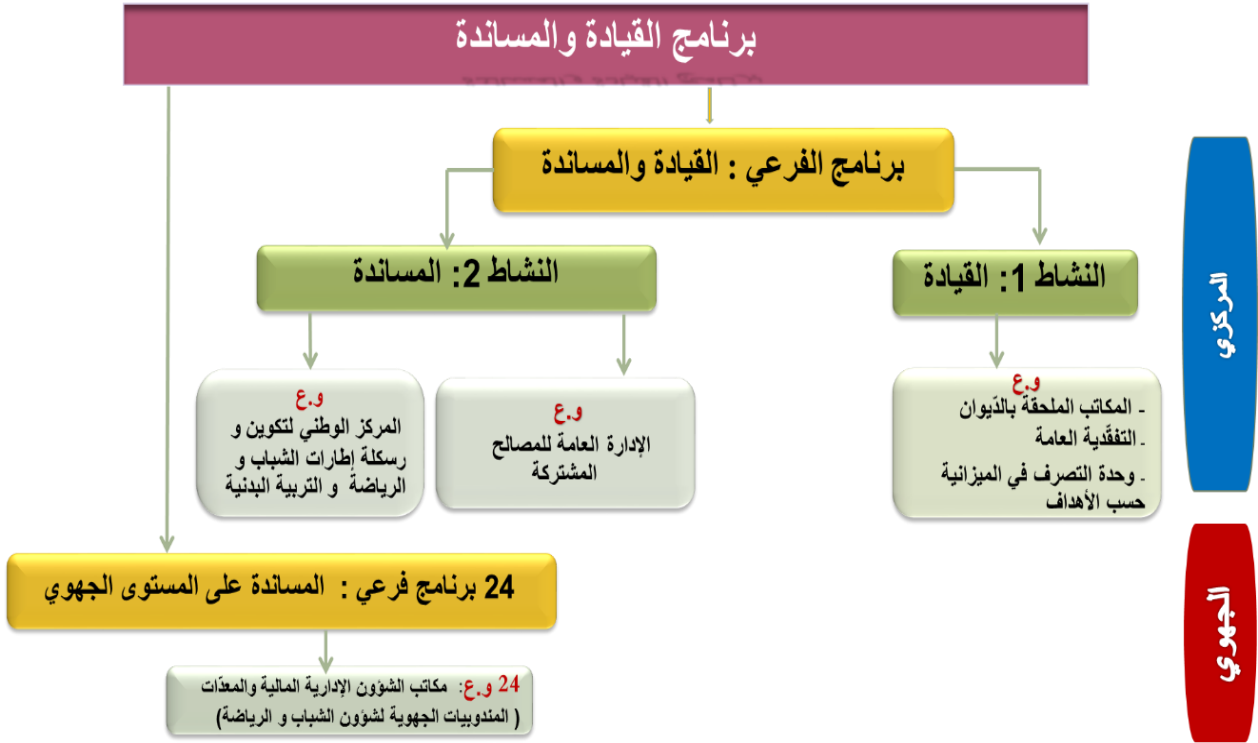 برنامج القيادة والمساندة
برنامج الفرعي : القيادة والمساندة
النشاط 1: القيادة
النشاط 2: المساندة
و.ع
- المكاتب الملحقة بالدّيوان
- التفقّدية العامة
- وحدة التصرف في الميزانية
حسب الأهداف
و.ع
الإدارة العامة للمصالح
المشتركة
و.ع
المركز الوطني لتكوين و
رسكلة إطارات الشباب و
الرياضة و التربية البدنية
المركزي
24 برنامج فرعي : المساندة على المستوى الجهوي
24 و.ع: مكاتب الشؤون الإدارية المالية والمعدّات
( المندوبيات الجهوية لشؤون الشباب و الرياضة)
الجهوي